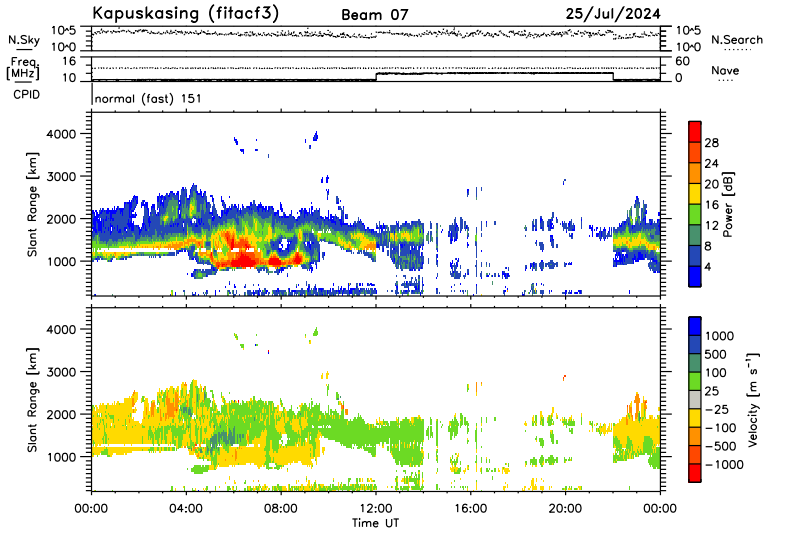 Kapuskasing (fitacf3) Beam 07 25/Jul/2024
N.Sky 10^5 10^0 10^5 10^0 N.Search
Freq. [MHz] 16 10 60 0 Nave
CPID normal (fast) 151
Slant Range [km] 4000 3000 2000 1000
Power [dB] 28 24 20 16 12 8 4
Slant Range [km] 4000 3000 2000 1000
Velocity [m s⁻¹] 1000 500 100 25 −25 −100 −500 −1000
00:00 04:00 08:00 12:00 16:00 20:00 00:00
Time UT